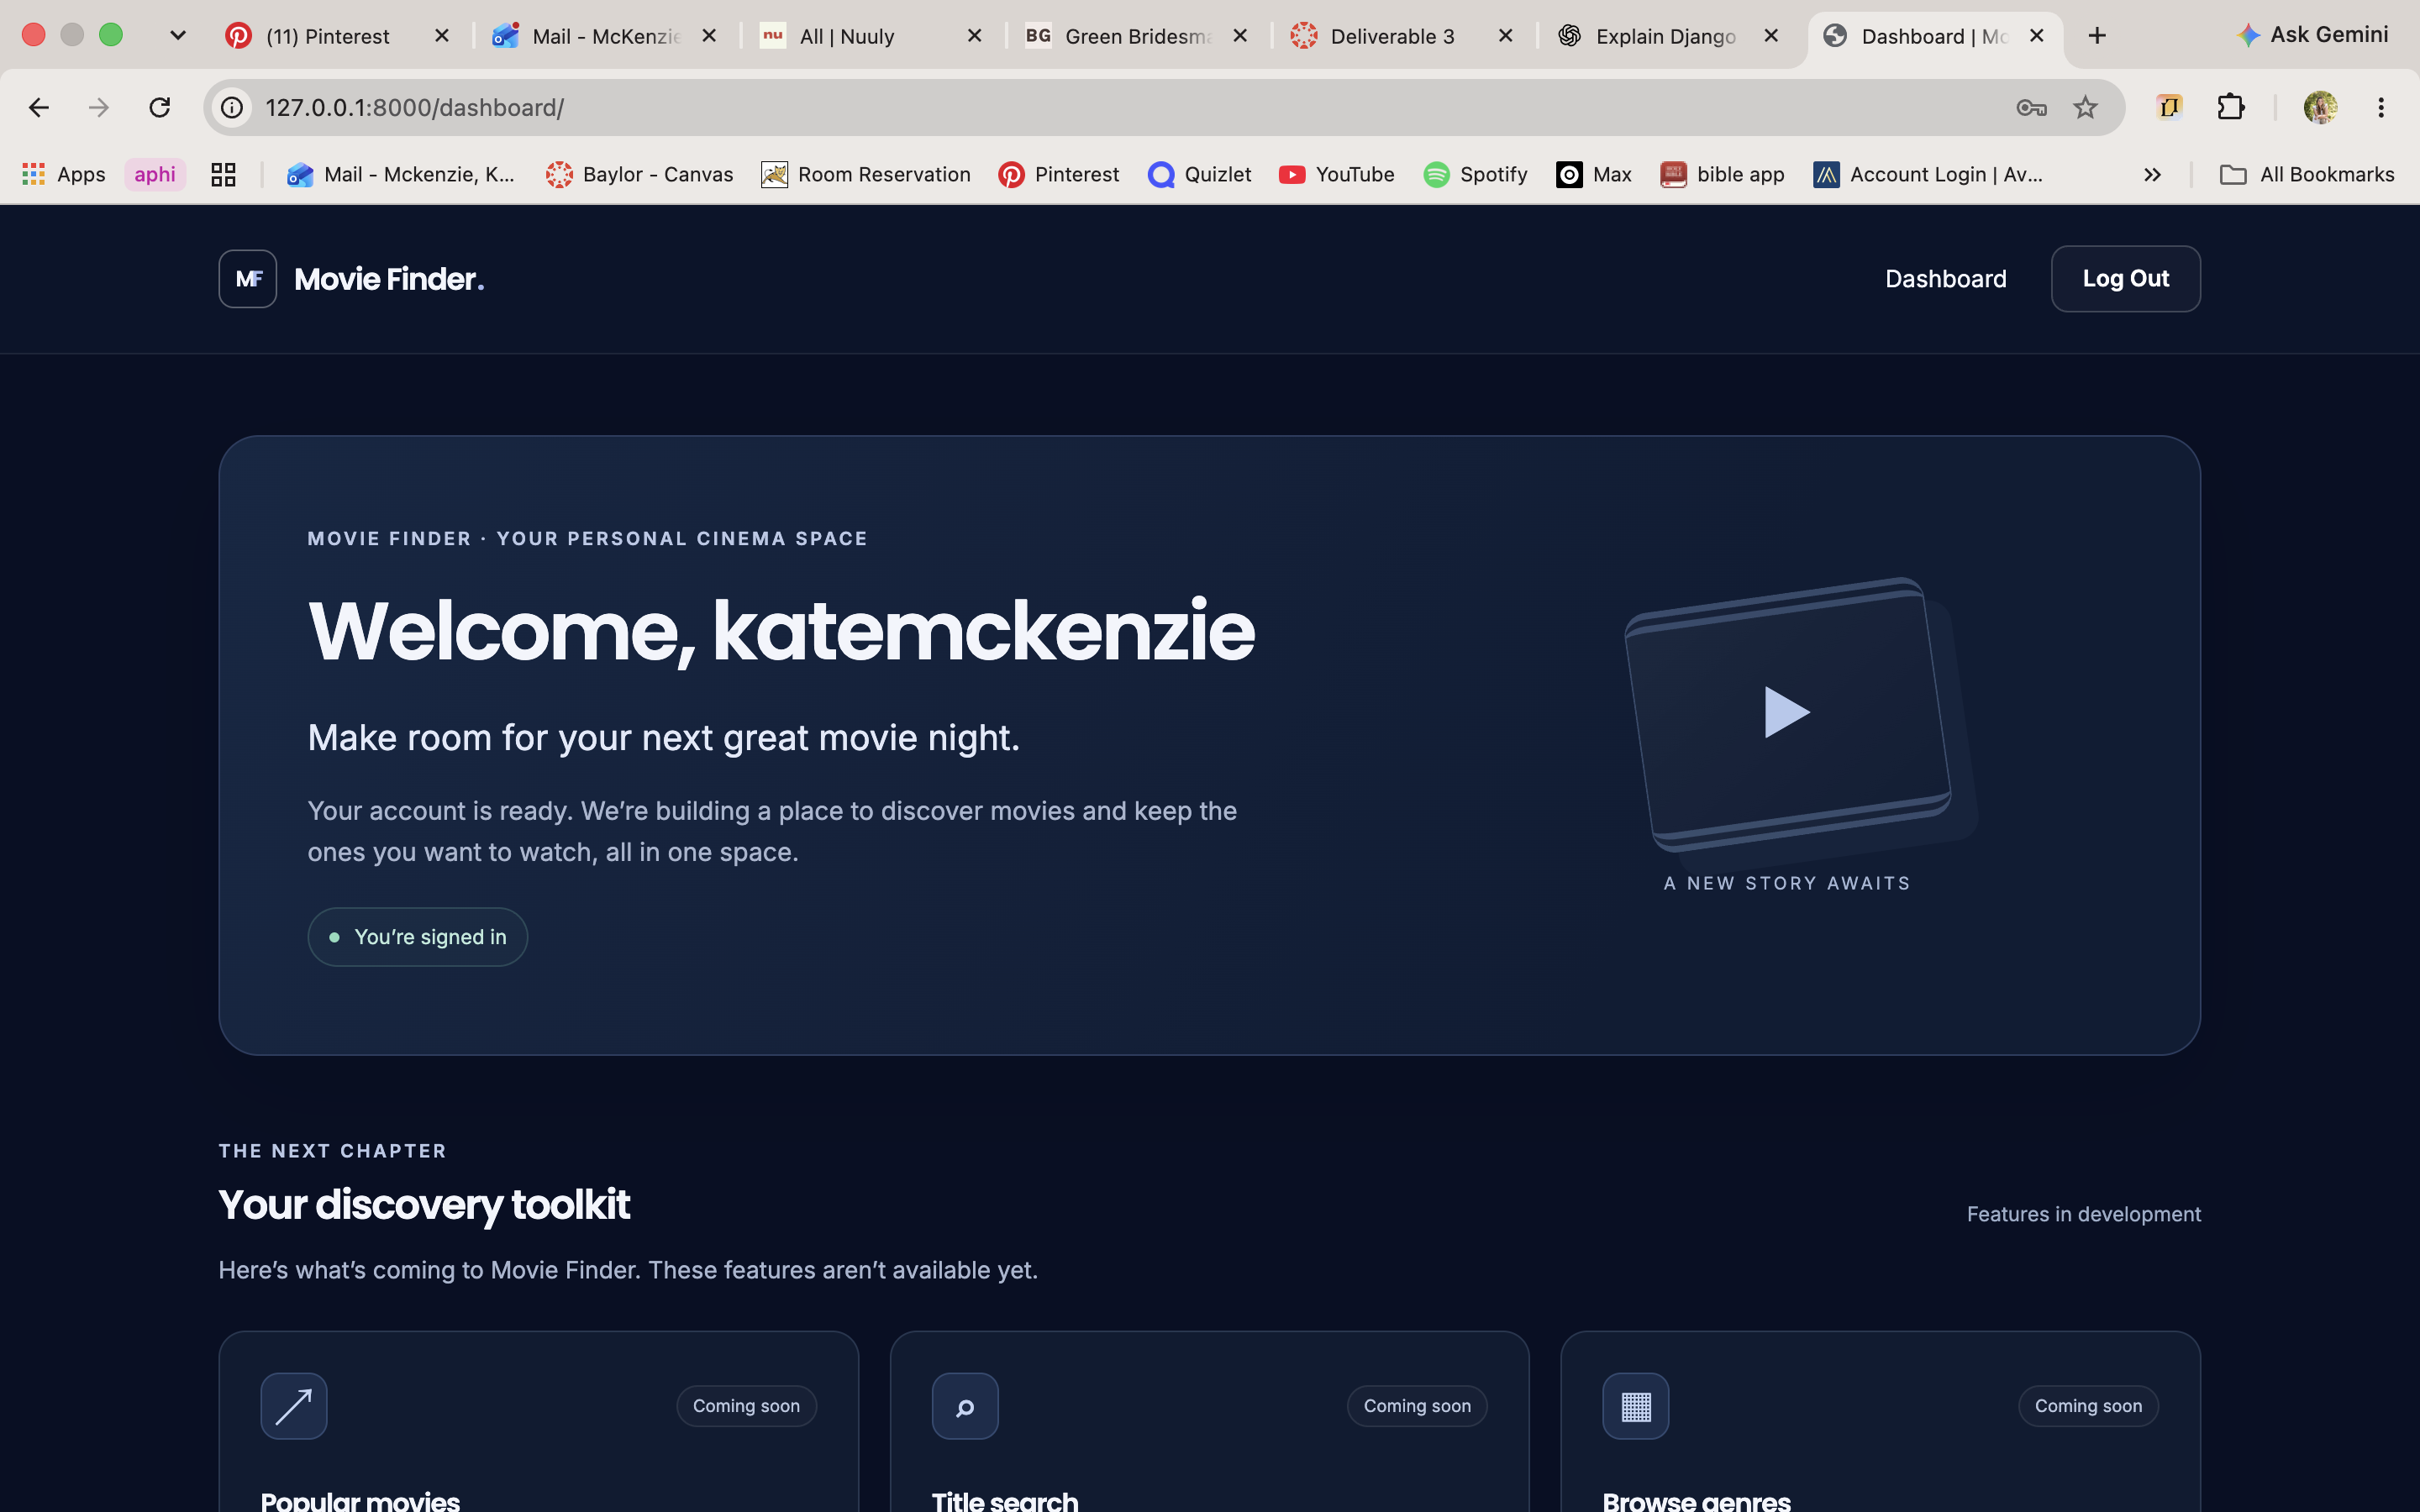 (11) Pinterest
Mail - McKenzie
nu
All | Nuuly
BG
Green Bridesma
Deliverable 3
Explain Django
Dashboard | Mo
Ask Gemini
127.0.0.1:8000/dashboard/
Apps
aphi
Mail - Mckenzie, K...
Baylor - Canvas
Room Reservation
Pinterest
Quizlet
YouTube
Spotify
Max
bible app
Account Login | Av...
All Bookmarks
MF
Movie Finder.
Dashboard
Log Out
MOVIE FINDER · YOUR PERSONAL CINEMA SPACE
Welcome, katemckenzie
Make room for your next great movie night.
Your account is ready. We’re building a place to discover movies and keep the
ones you want to watch, all in one space.
You’re signed in
A NEW STORY AWAITS
THE NEXT CHAPTER
Your discovery toolkit
Features in development
Here’s what’s coming to Movie Finder. These features aren’t available yet.
Coming soon
Coming soon
Coming soon
Popular movies
Title search
Browse genres